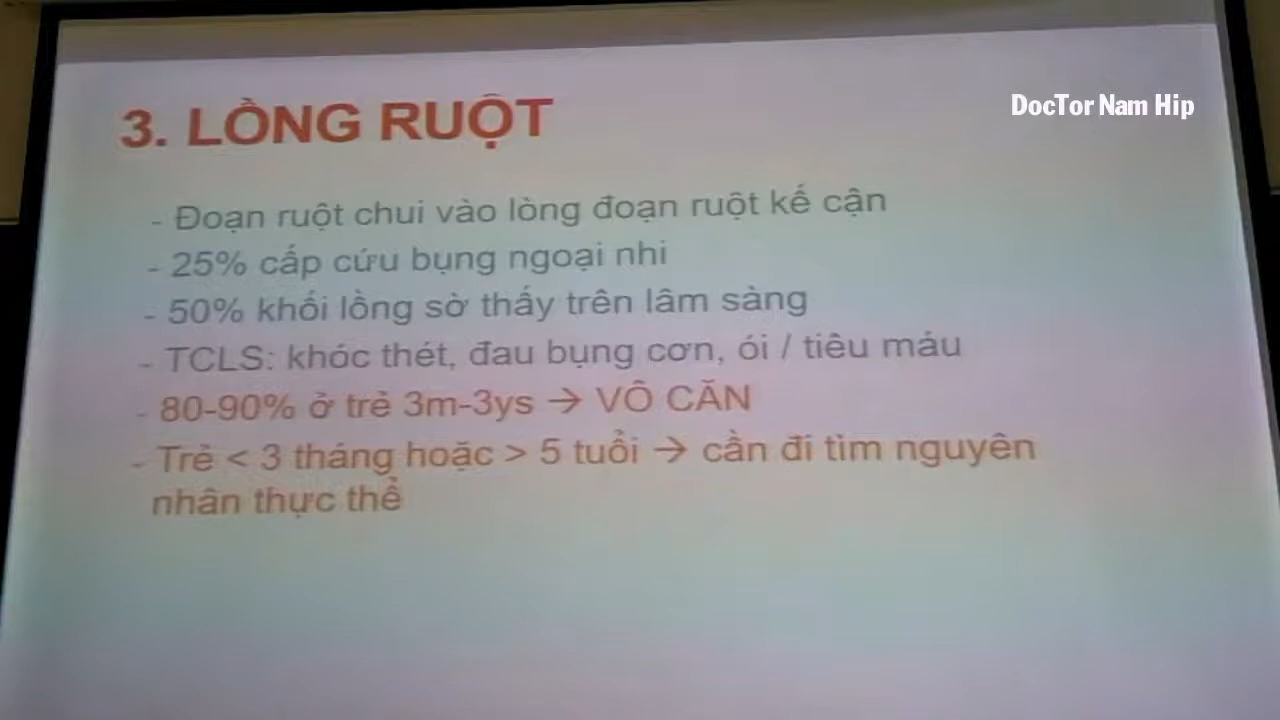 DocTor Nam Hip
3. LỒNG RUỘT
- Đoạn ruột chui vào lòng đoạn ruột kế cận
- 25% cấp cứu bụng ngoại nhi
- 50% khối lồng sờ thấy trên lâm sàng
- TCLS: khóc thét, đau bụng cơn, ói / tiêu máu
- 80-90% ở trẻ 3m-3ys → VÔ CĂN
- Trẻ < 3 tháng hoặc > 5 tuổi → cần đi tìm nguyên
nhân thực thể